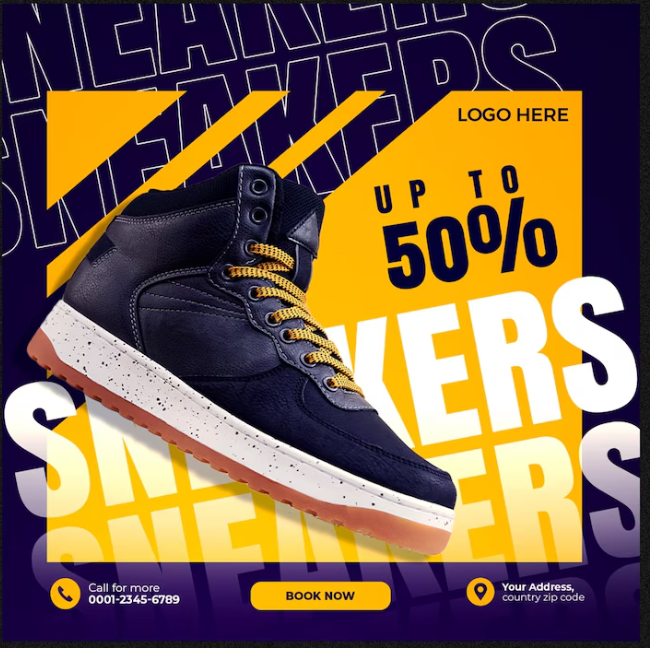 SNEAKERS
SNEAKERS
LOGO HERE
UP TO
50%
SNEAKERS
SNEAKERS
Call for more
0001-2345-6789
BOOK NOW
Your Address,
country zip code